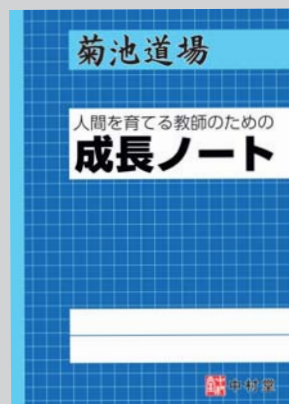 菊池道場
人間を育てる教師のための
成長ノート
中村堂